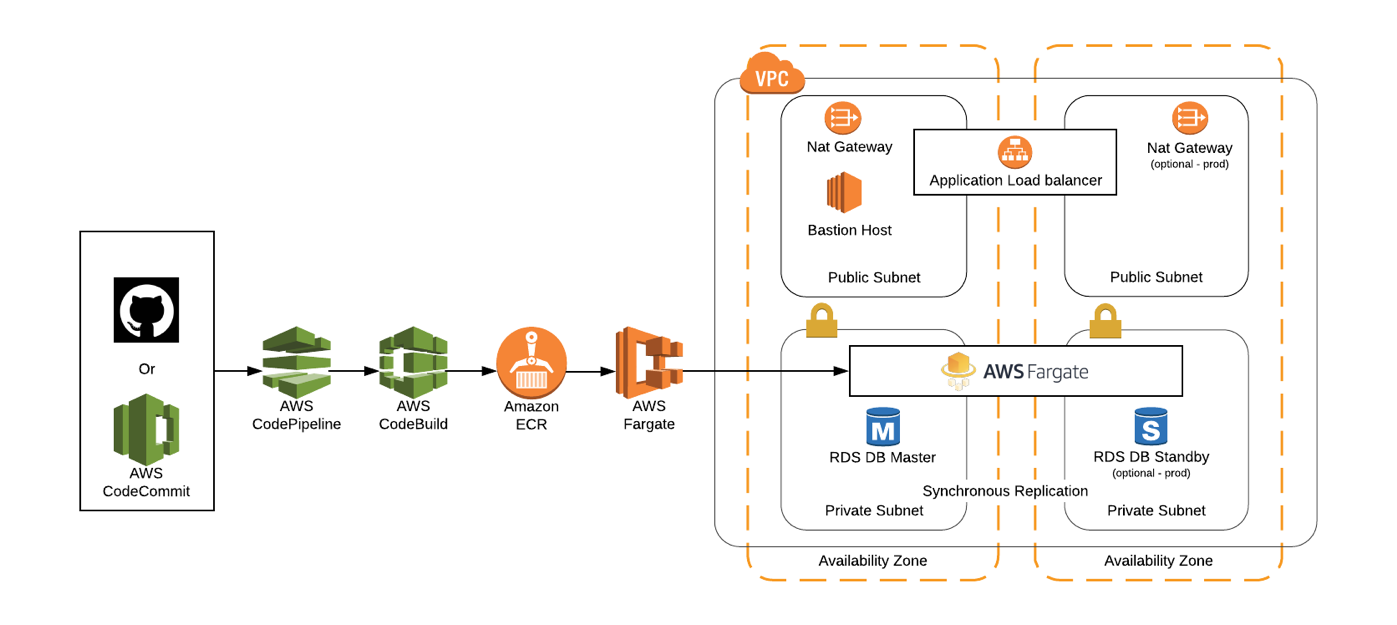 Or
AWS
CodeCommit
AWS
CodePipeline
AWS
CodeBuild
Amazon
ECR
AWS
Fargate
VPC
Nat Gateway
Bastion Host
Public Subnet
Application Load balancer
Nat Gateway
(optional - prod)
Public Subnet
AWS Fargate
M
RDS DB Master
S
RDS DB Standby
(optional - prod)
Synchronous Replication
Private Subnet
Private Subnet
Availability Zone
Availability Zone